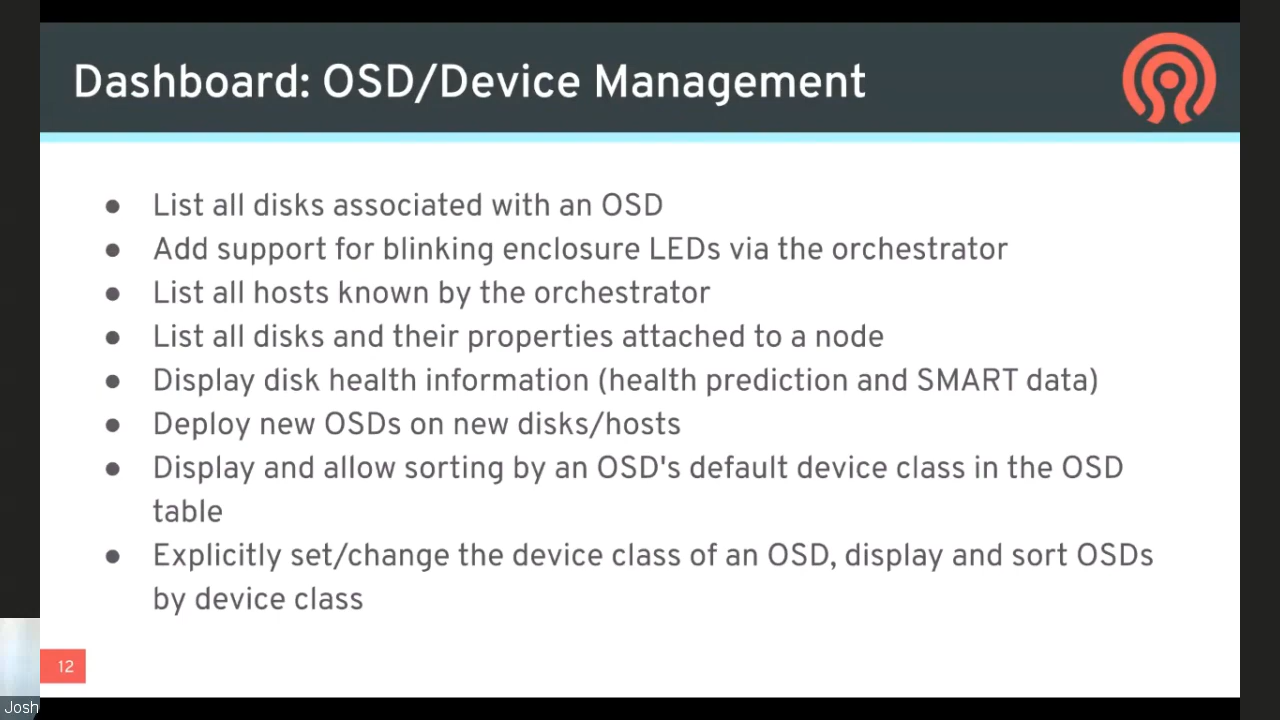 Dashboard: OSD/Device Management
● List all disks associated with an OSD
● Add support for blinking enclosure LEDs via the orchestrator
● List all hosts known by the orchestrator
● List all disks and their properties attached to a node
● Display disk health information (health prediction and SMART data)
● Deploy new OSDs on new disks/hosts
● Display and allow sorting by an OSD's default device class in the OSD
table
● Explicitly set/change the device class of an OSD, display and sort OSDs
by device class
12
Josh